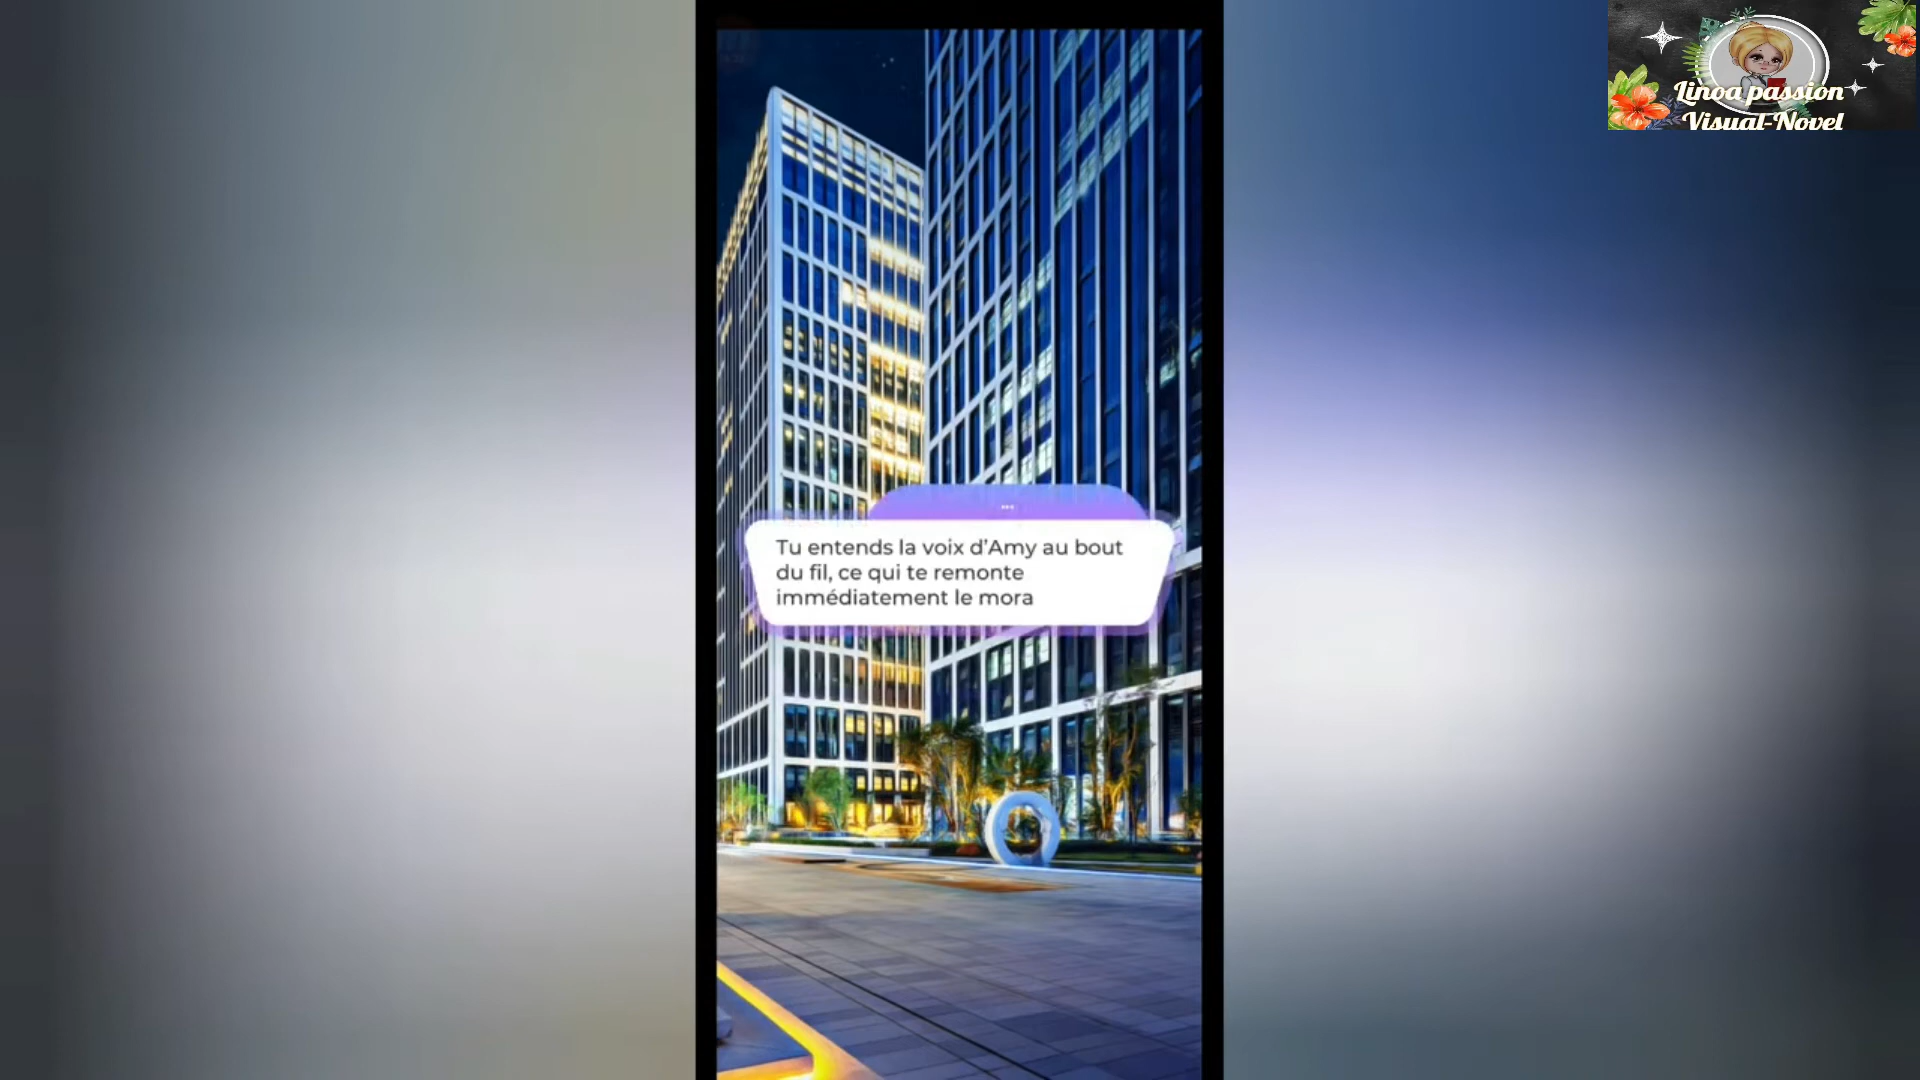 Linoa passion
Visual-Novel
...
Tu entends la voix d'Amy au bout
du fil, ce qui te remonte
immédiatement le mora